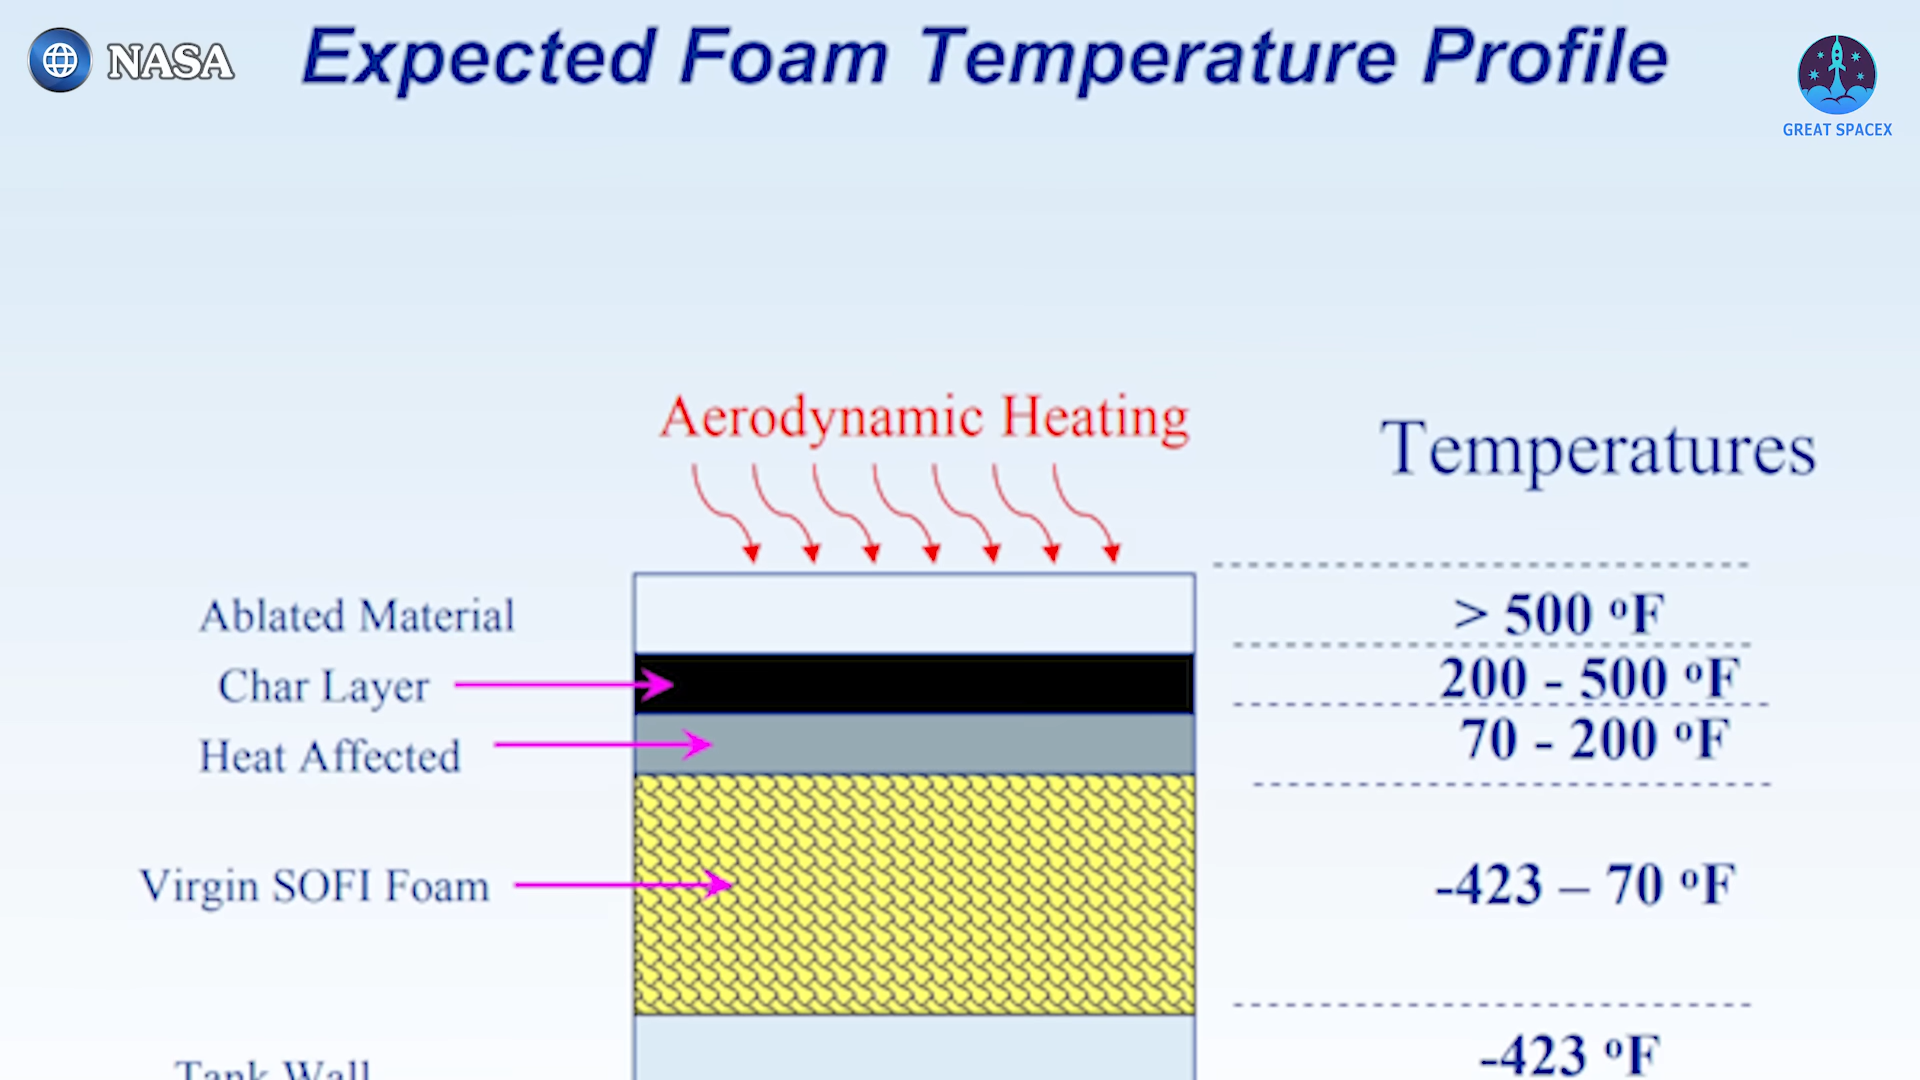 NASA
Expected Foam Temperature Profile
GREAT SPACEX
Aerodynamic Heating
Temperatures
Ablated Material
> 500 ºF
Char Layer
200 - 500 ºF
Heat Affected
70 - 200 ºF
Virgin SOFI Foam
-423 – 70 ºF
Tank Wall
-423 ºF